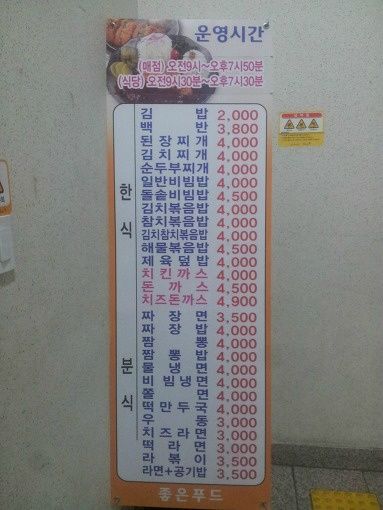 운영시간
(매점) 오전9시~오후7시50분
(식당) 오전9시30분~오후7시30분
한식
김밥 2,000
백반 3,800
된장찌개 4,000
김치찌개 4,000
순두부찌개 4,000
일반비빔밥 4,000
돌솥비빔밥 4,500
김치볶음밥 4,000
참치볶음밥 4,000
김치참치볶음밥 4,000
해물볶음밥 4,500
제육덮밥 4,000
치킨까스 4,000
돈까스 4,500
치즈돈까스 4,900
분식
짜장면 3,500
짜장밥 4,000
짬뽕 4,000
짬뽕밥 4,000
물냉면 4,000
비빔냉면 4,000
쫄면 4,000
떡만두국 4,000
우동 3,000
치즈라면 3,000
떡라면 3,000
라볶이 3,500
라면+공기밥 3,500
좋은푸드